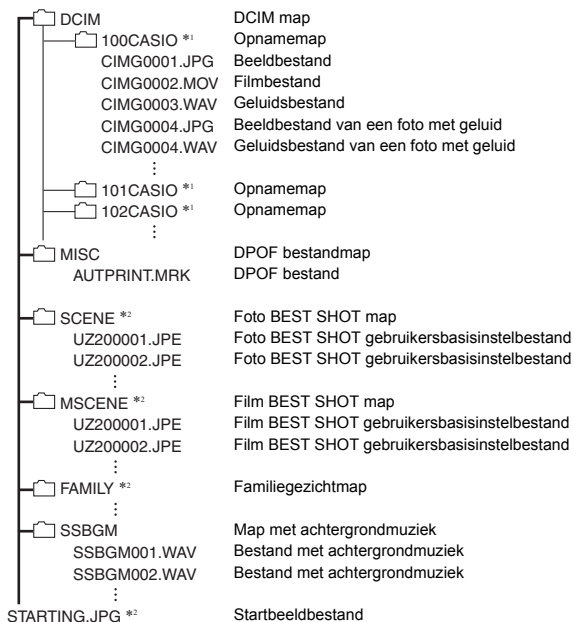 DCIM DCIM map
100CASIO *1 Opnamemap
CIMG0001.JPG Beeldbestand
CIMG0002.MOV Filmbestand
CIMG0003.WAV Geluidsbestand
CIMG0004.JPG Beeldbestand van een foto met geluid
CIMG0004.WAV Geluidsbestand van een foto met geluid
101CASIO *1 Opnamemap
102CASIO *1 Opnamemap
MISC DPOF bestandmap
AUTPRINT.MRK DPOF bestand
SCENE *2 Foto BEST SHOT map
UZ200001.JPE Foto BEST SHOT gebruikersbasisinstelbestand
UZ200002.JPE Foto BEST SHOT gebruikersbasisinstelbestand
MSCENE *2 Film BEST SHOT map
UZ200001.JPE Film BEST SHOT gebruikersbasisinstelbestand
UZ200002.JPE Film BEST SHOT gebruikersbasisinstelbestand
FAMILY *2 Familiegezichtmap
SSBGM Map met achtergrondmuziek
SSBGM001.WAV Bestand met achtergrondmuziek
SSBGM002.WAV Bestand met achtergrondmuziek
STARTING.JPG *2 Startbeeldbestand